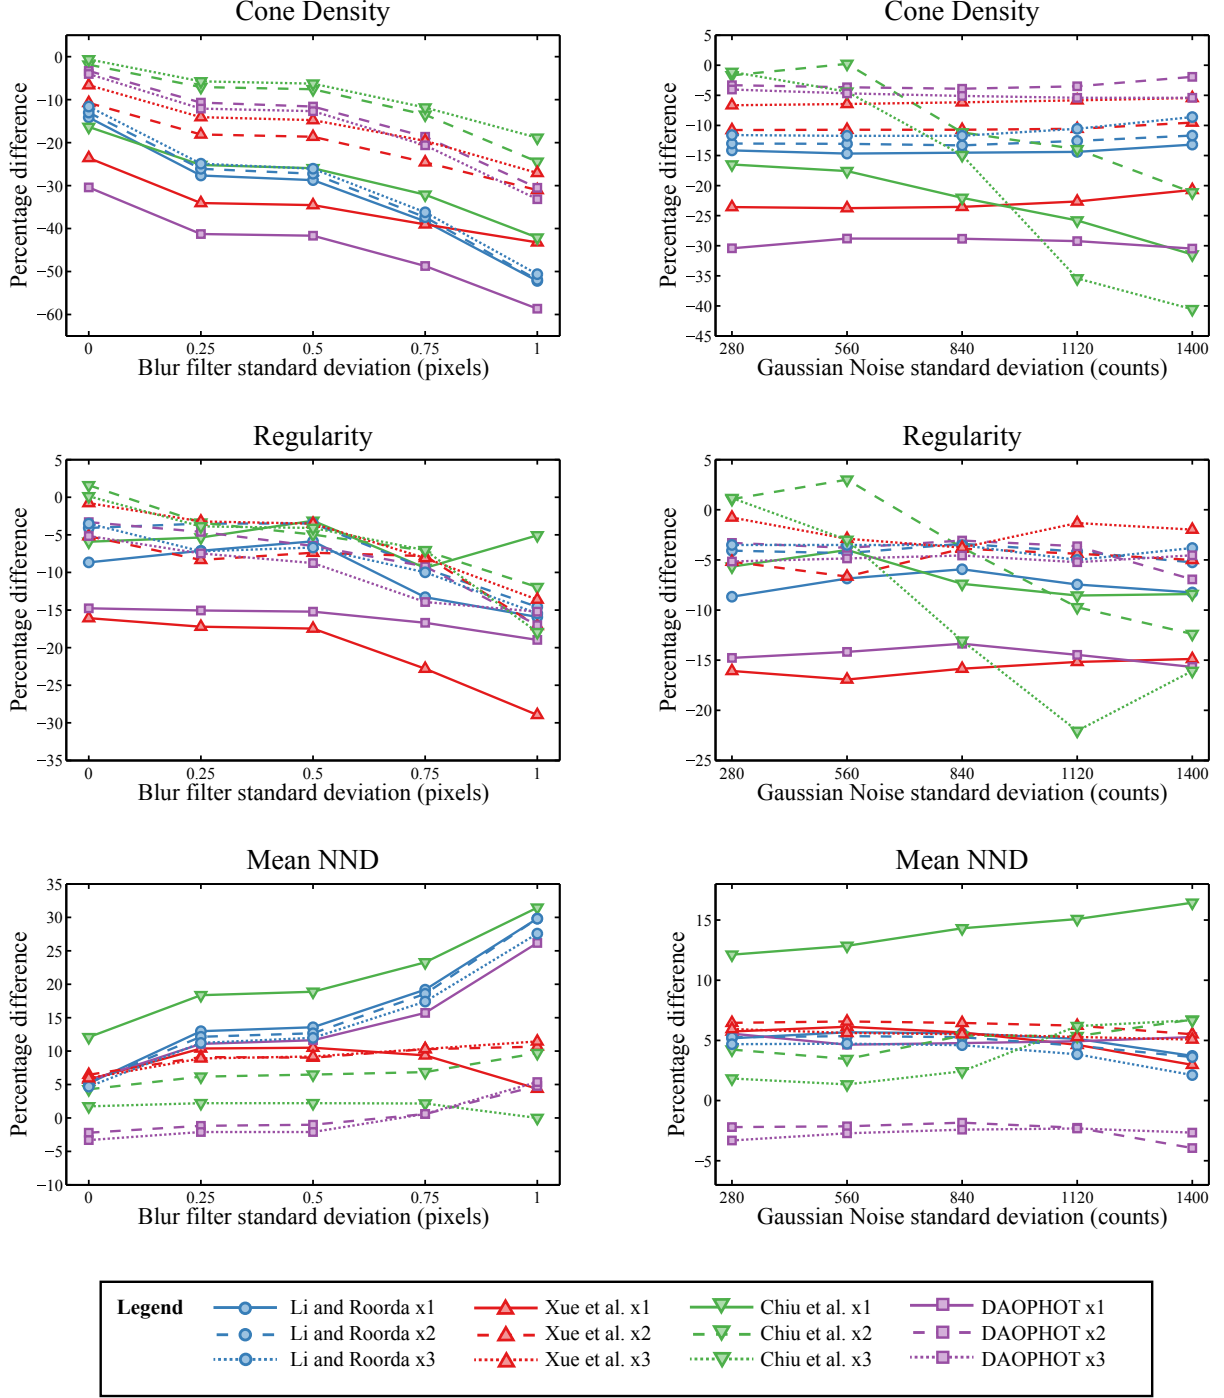 Cone Density
Percentage difference
0
−10
−20
−30
−40
−50
−60
0 0.25 0.5 0.75 1
Blur filter standard deviation (pixels)
Cone Density
Percentage difference
5
0
−5
−10
−15
−20
−25
−30
−35
−40
−45
280 560 840 1120 1400
Gaussian Noise standard deviation (counts)
Regularity
Percentage difference
5
0
−5
−10
−15
−20
−25
−30
−35
0 0.25 0.5 0.75 1
Blur filter standard deviation (pixels)
Regularity
Percentage difference
5
0
−5
−10
−15
−20
−25
280 560 840 1120 1400
Gaussian Noise standard deviation (counts)
Mean NND
Percentage difference
35
30
25
20
15
10
5
0
−5
−10
0 0.25 0.5 0.75 1
Blur filter standard deviation (pixels)
Mean NND
Percentage difference
15
10
5
0
−5
280 560 840 1120 1400
Gaussian Noise standard deviation (counts)
Legend
Li and Roorda x1 Xue et al. x1 Chiu et al. x1 DAOPHOT x1
Li and Roorda x2 Xue et al. x2 Chiu et al. x2 DAOPHOT x2
Li and Roorda x3 Xue et al. x3 Chiu et al. x3 DAOPHOT x3